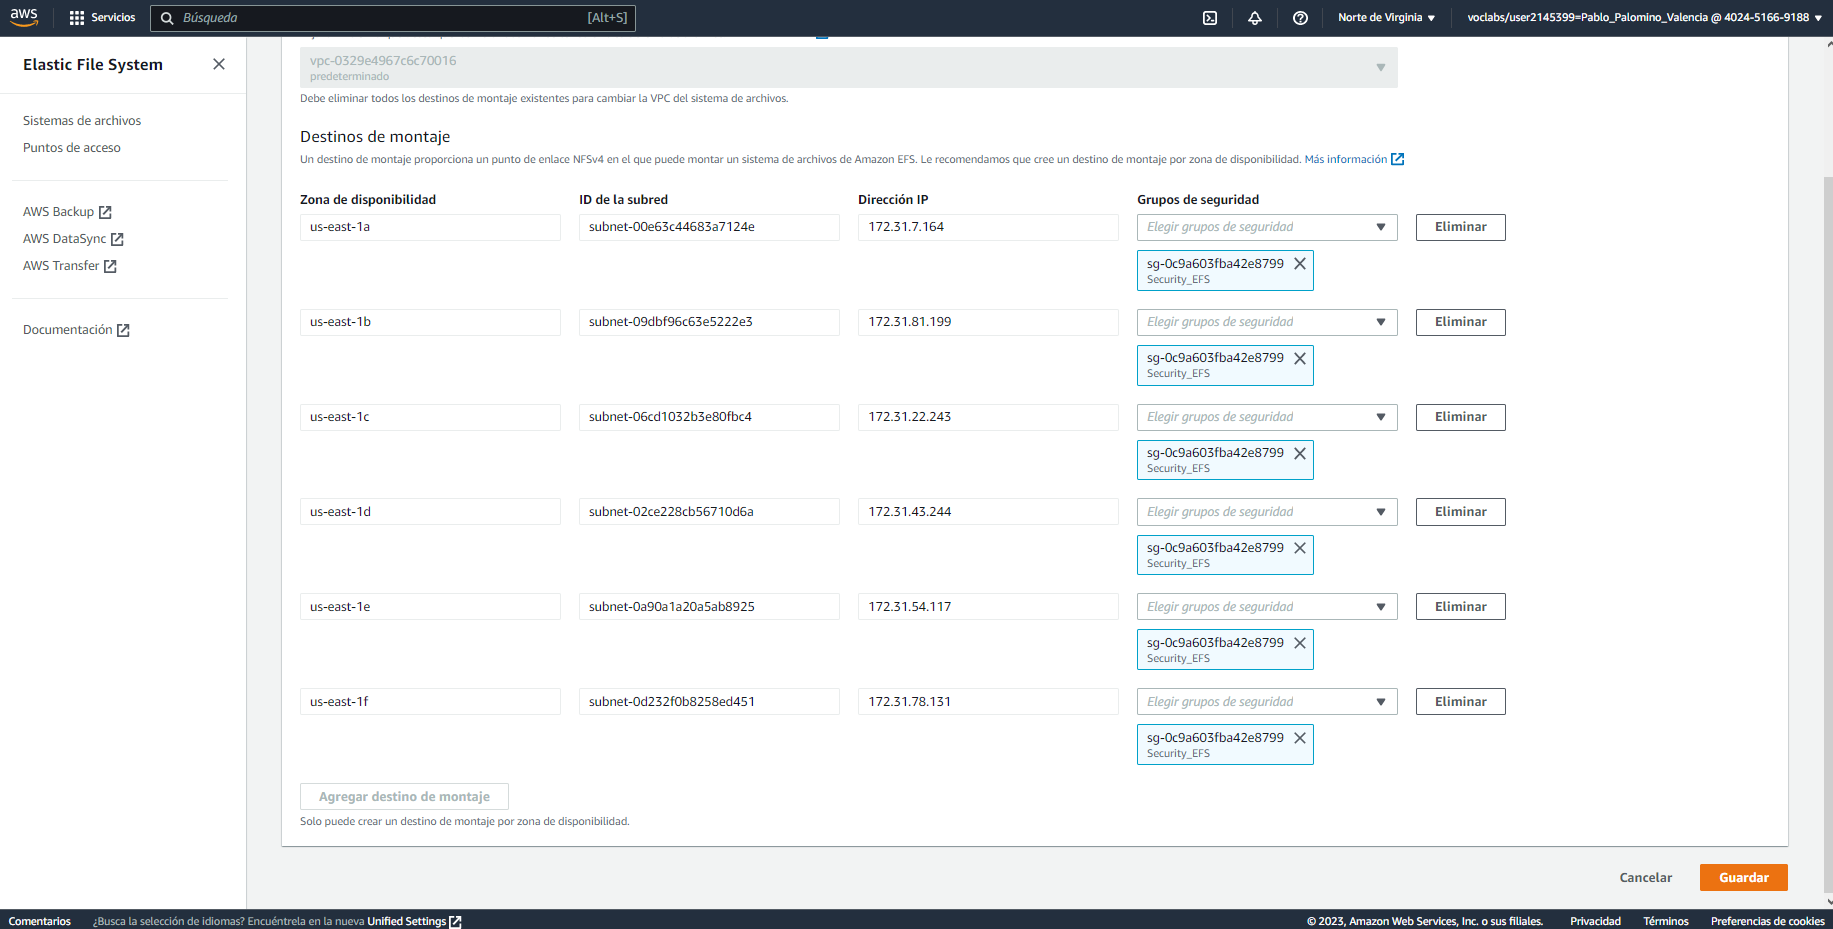 aws
Servicios
Búsqueda
[Alt+S]
Norte de Virginia
voclabs/user2145399=Pablo_Palomino_Valencia @ 4024-5166-9188
Elastic File System
Sistemas de archivos
Puntos de acceso
AWS Backup
AWS DataSync
AWS Transfer
Documentación
vpc-0329e4967c6c70016
predeterminado
Debe eliminar todos los destinos de montaje existentes para cambiar la VPC del sistema de archivos.
Destinos de montaje
Un destino de montaje proporciona un punto de enlace NFSv4 en el que puede montar un sistema de archivos de Amazon EFS. Le recomendamos que cree un destino de montaje por zona de disponibilidad. Más información
Zona de disponibilidad ID de la subred Dirección IP Grupos de seguridad
us-east-1a subnet-00e63c44683a7124e 172.31.7.164 Elegir grupos de seguridad Eliminar
sg-0c9a603fba42e8799
Security_EFS
us-east-1b subnet-09dbf96c63e5222e3 172.31.81.199 Elegir grupos de seguridad Eliminar
sg-0c9a603fba42e8799
Security_EFS
us-east-1c subnet-06cd1032b3e80fbc4 172.31.22.243 Elegir grupos de seguridad Eliminar
sg-0c9a603fba42e8799
Security_EFS
us-east-1d subnet-02ce228cb56710d6a 172.31.43.244 Elegir grupos de seguridad Eliminar
sg-0c9a603fba42e8799
Security_EFS
us-east-1e subnet-0a90a1a20a5ab8925 172.31.54.117 Elegir grupos de seguridad Eliminar
sg-0c9a603fba42e8799
Security_EFS
us-east-1f subnet-0d232f0b8258ed451 172.31.78.131 Elegir grupos de seguridad Eliminar
sg-0c9a603fba42e8799
Security_EFS
Agregar destino de montaje
Solo puede crear un destino de montaje por zona de disponibilidad.
Cancelar Guardar
Comentarios ¿Busca la selección de idiomas? Encuéntrela en la nueva Unified Settings © 2023, Amazon Web Services, Inc. o sus filiales. Privacidad Términos Preferencias de cookies